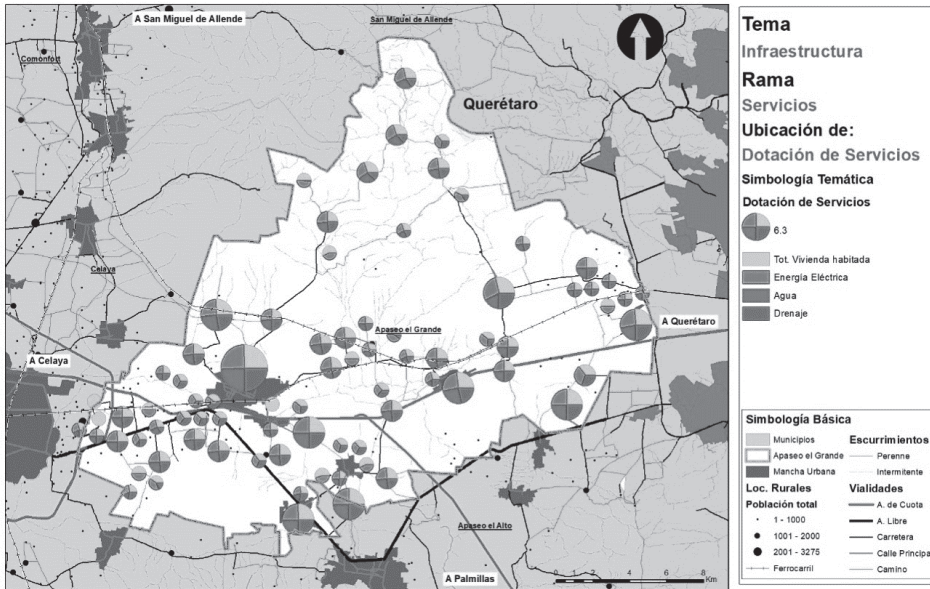 A San Miguel de Allende
San Miguel de Allende
Comonfort
Querétaro
Celaya
Apaseo el Grande
A Querétaro
A Celaya
Apaseo el Alto
A Palmillas
0 2 4 6 8
Km
Tema
Infraestructura
Rama
Servicios
Ubicación de:
Dotación de Servicios
Simbología Temática
Dotación de Servicios
6.3
Tot. Vivienda habitada
Energía Eléctrica
Agua
Drenaje
Simbología Básica
Municipios
Apaseo el Grande
Mancha Urbana
Loc. Rurales
Población total
1 - 1000
1001 - 2000
2001 - 3275
Ferrocarril
Escurrimientos
Perenne
Intermitente
Vialidades
A. de Cuota
A. Libre
Carretera
Calle Principal
Camino